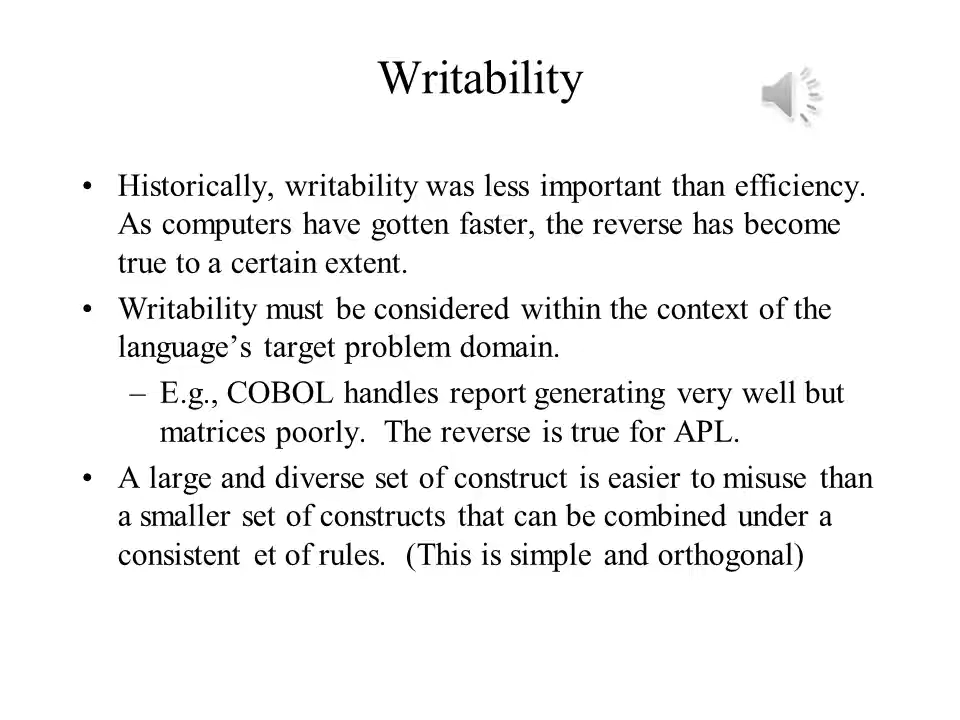 Writability
• Historically, writability was less important than efficiency.
As computers have gotten faster, the reverse has become
true to a certain extent.
• Writability must be considered within the context of the
language’s target problem domain.
– E.g., COBOL handles report generating very well but
matrices poorly.  The reverse is true for APL.
• A large and diverse set of construct is easier to misuse than
a smaller set of constructs that can be combined under a
consistent et of rules.  (This is simple and orthogonal)